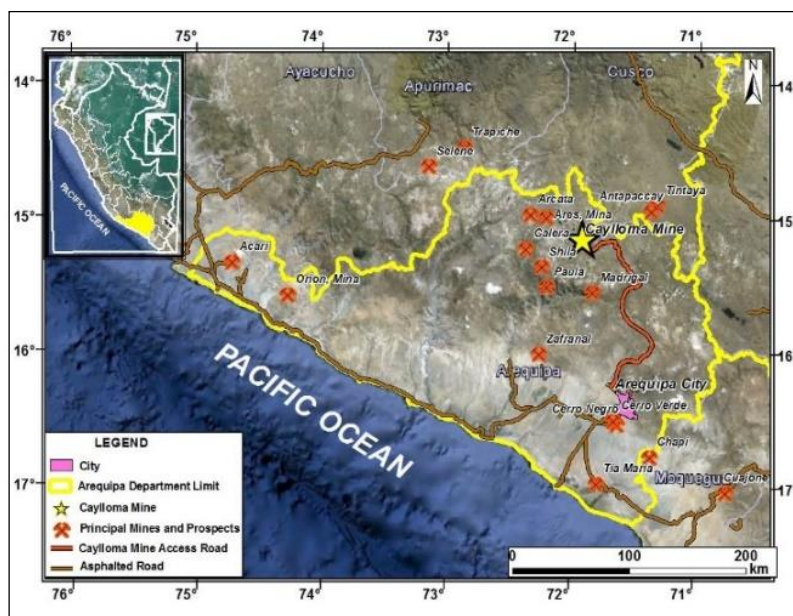 76° 75° 74° 73° 72° 71°
14° 14°
15° 15°
16° 16°
17° 17°
76° 75° 74° 73° 72° 71°
N
PACIFIC OCEAN
Ayacucho
Apurimac
Cusco
Trapiche
Selene
Arcata
Antapaccay
Tintaya
Ares, Mina
Caylloma Mine
Calera
Shila
Paula
Madrigal
Acari
Orion, Mina
Zafranal
Arequipa
Arequipa City
Cerro Negro
Cerro Verde
Chapi
Tia Maria
Moquegu
Cuajone
PACIFIC OCEAN
LEGEND
City
Arequipa Department Limit
Caylloma Mine
Principal Mines and Prospects
Caylloma Mine Access Road
Asphalted Road
0 100 200
km